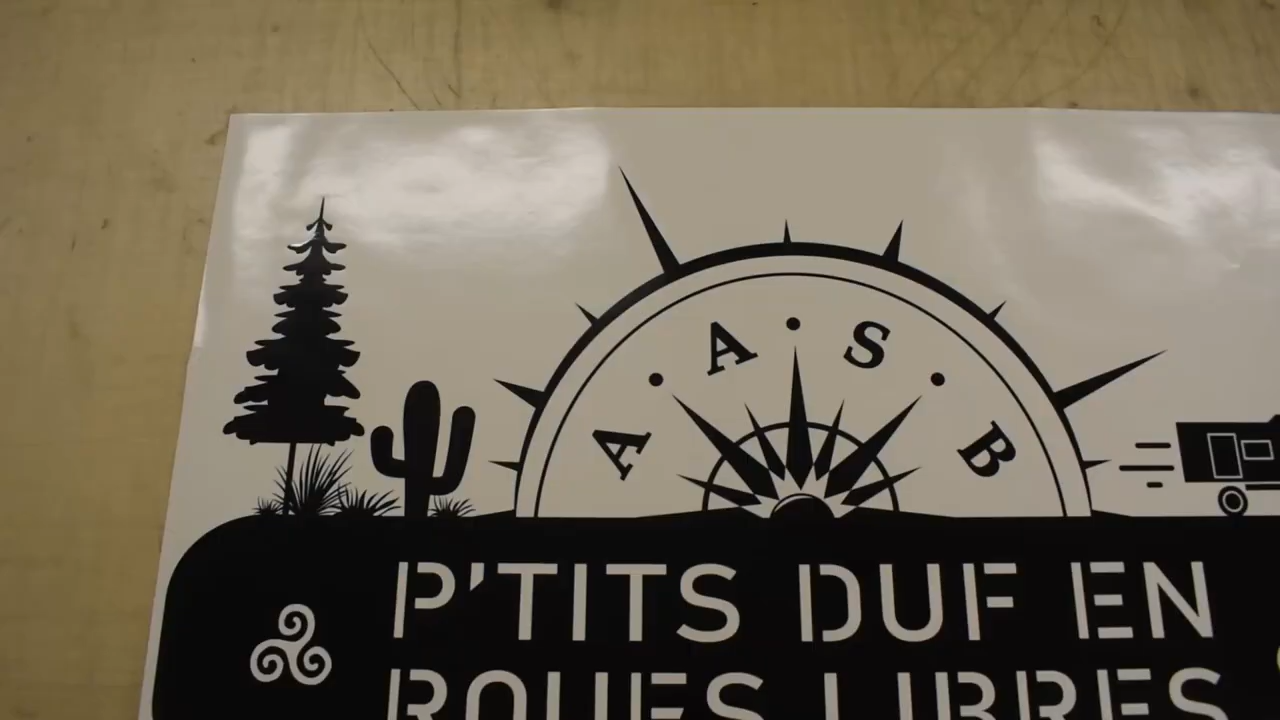 A • A • S • B
P'TITS DUF EN
ROUES LIBRES